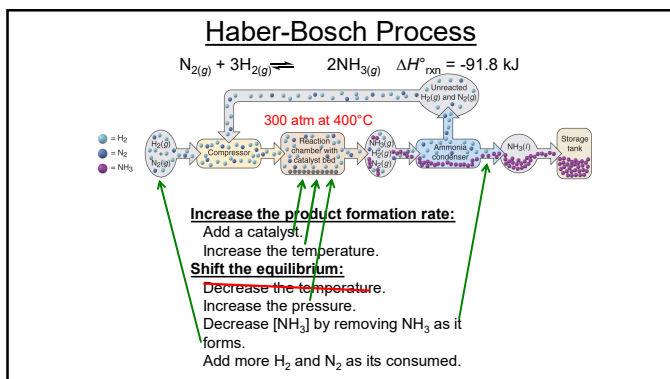 Haber-Bosch Process
N2(g) + 3H2(g)⇌ 2NH3(g) ΔH°rxn = -91.8 kJ
Unreacted
H2(g) and N2(g)
300 atm at 400°C
= H2
= N2
= NH3
H2(g)
N2(g)
Compressor
Reaction
chamber with
catalyst bed
NH3(g)
H2(g)
N2(g)
Ammonia
condenser
NH3(l)
Storage
tank
Increase the product formation rate:
Add a catalyst.
Increase the temperature.
Shift the equilibrium:
Decrease the temperature.
Increase the pressure.
Decrease [NH3] by removing NH3 as it
forms.
Add more H2 and N2 as its consumed.